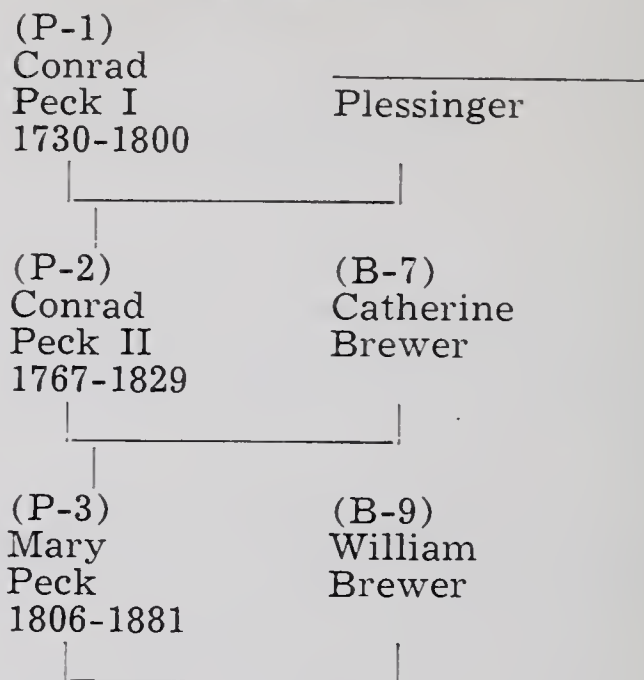 (P-1)
Conrad
Peck I
1730-1800
Plessinger
(P-2)
Conrad
Peck II
1767-1829
(B-7)
Catherine
Brewer
(P-3)
Mary
Peck
1806-1881
(B-9)
William
Brewer